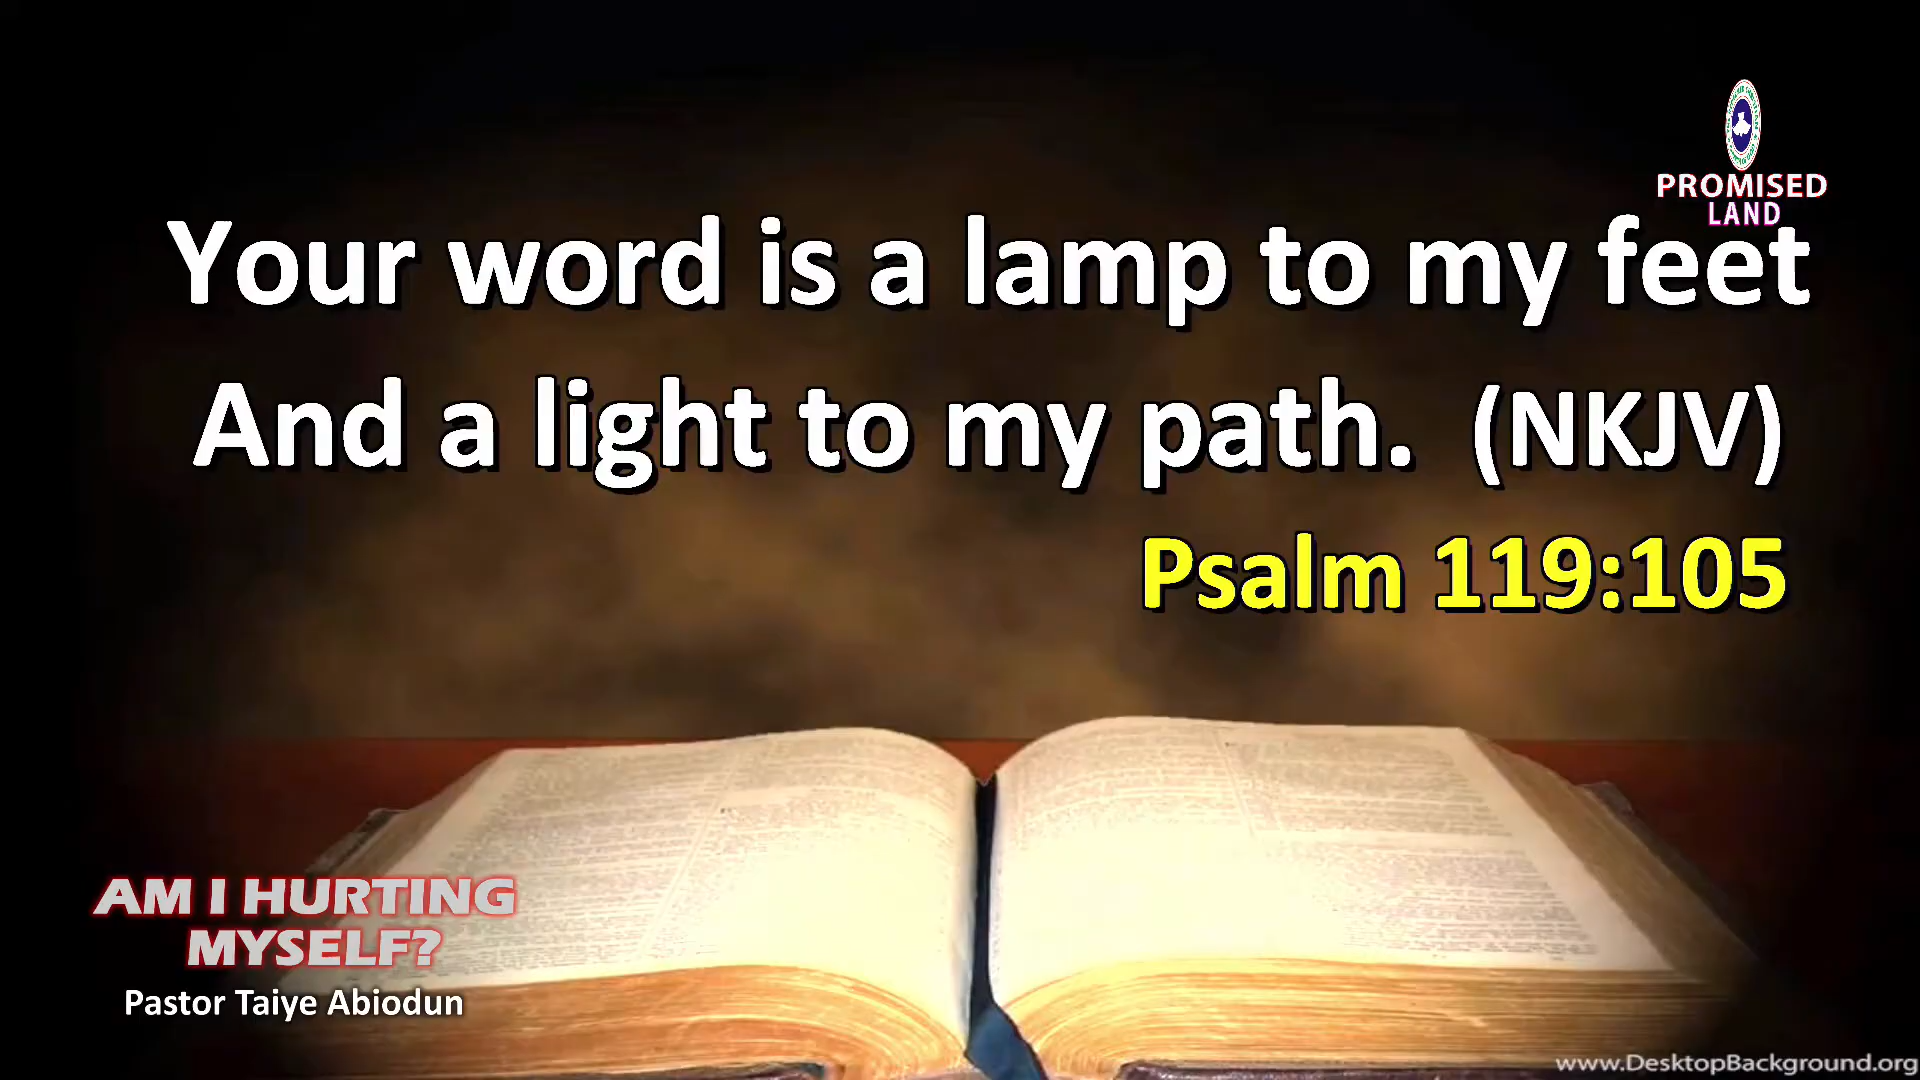 PROMISED
LAND
Your word is a lamp to my feet
And a light to my path. (NKJV)
Psalm 119:105
AM I HURTING
MYSELF?
Pastor Taiye Abiodun
www.DesktopBackground.org